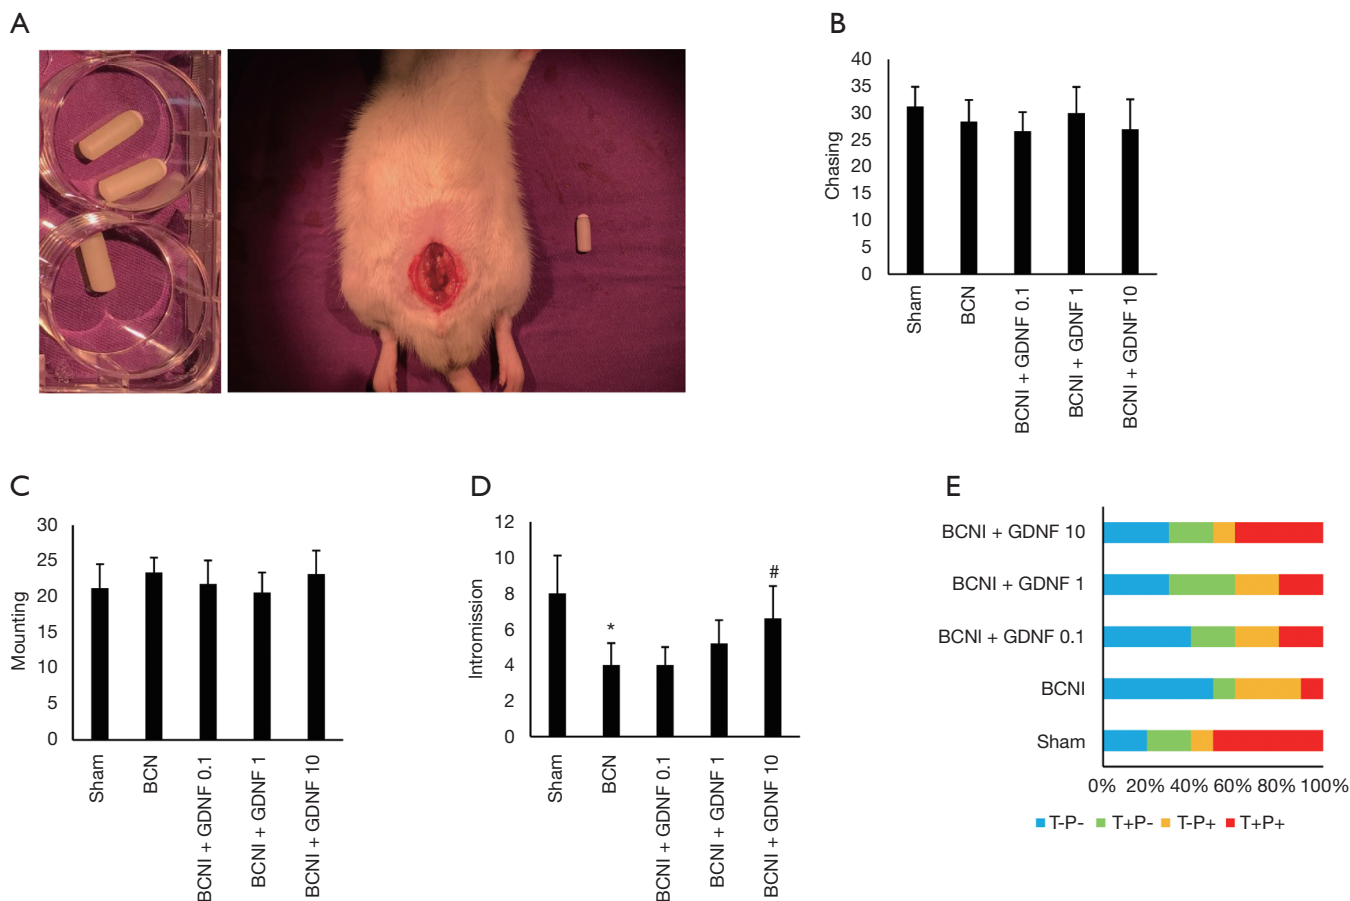 A
B
40
35
30
25
20
15
10
5
0
Chasing
Sham
BCN
BCNI + GDNF 0.1
BCNI + GDNF 1
BCNI + GDNF 10
C
30
25
20
15
10
5
0
Mounting
Sham
BCN
BCNI + GDNF 0.1
BCNI + GDNF 1
BCNI + GDNF 10
D
12
10
8
6
4
2
0
Intromission
*
#
Sham
BCN
BCNI + GDNF 0.1
BCNI + GDNF 1
BCNI + GDNF 10
E
BCNI + GDNF 10
BCNI + GDNF 1
BCNI + GDNF 0.1
BCNI
Sham
0% 20% 40% 60% 80% 100%
T-P- T+P- T-P+ T+P+